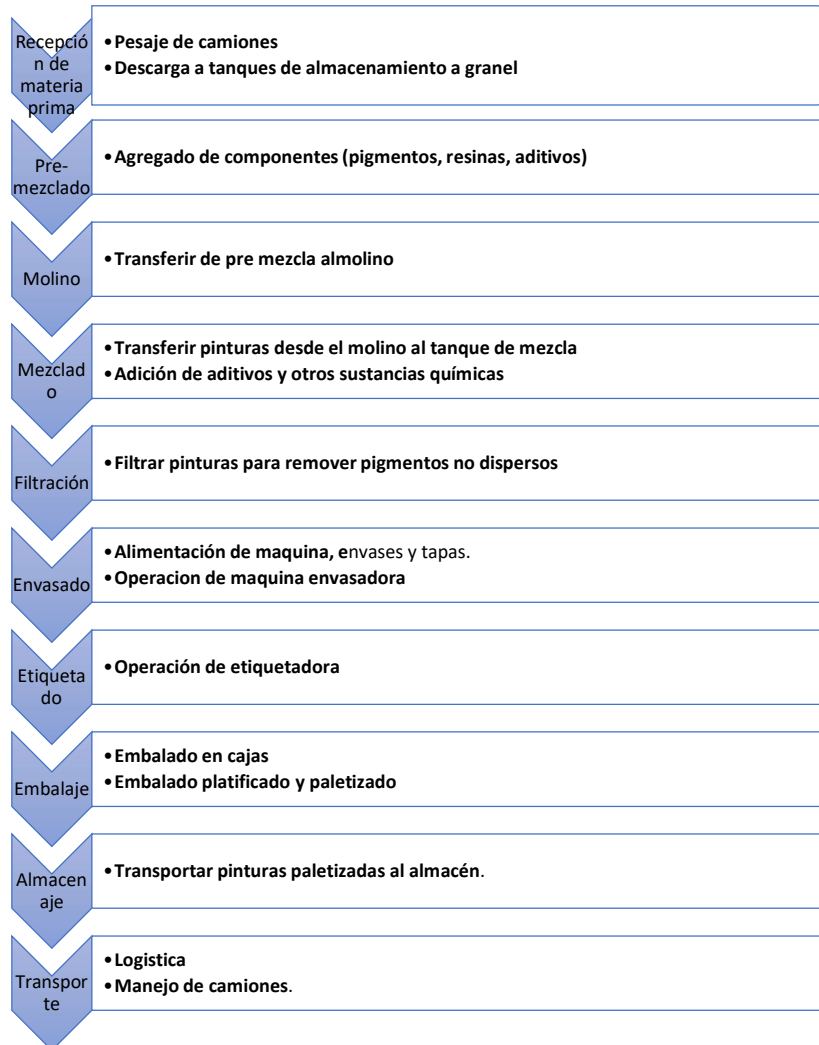 Recepció
n de
materia
prima
•Pesaje de camiones
•Descarga a tanques de almacenamiento a granel
Pre-
mezclado
•Agregado de componentes (pigmentos, resinas, aditivos)
Molino
•Transferir de pre mezcla almolino
Mezclad
o
•Transferir pinturas desde el molino al tanque de mezcla
•Adición de aditivos y otros sustancias químicas
Filtración
•Filtrar pinturas para remover pigmentos no dispersos
Envasado
•Alimentación de maquina, envases y tapas.
•Operacion de maquina envasadora
Etiqueta
do
•Operación de etiquetadora
Embalaje
•Embalado en cajas
•Embalado platificado y paletizado
Almacen
aje
•Transportar pinturas paletizadas al almacén.
Transpor
te
•Logistica
•Manejo de camiones.